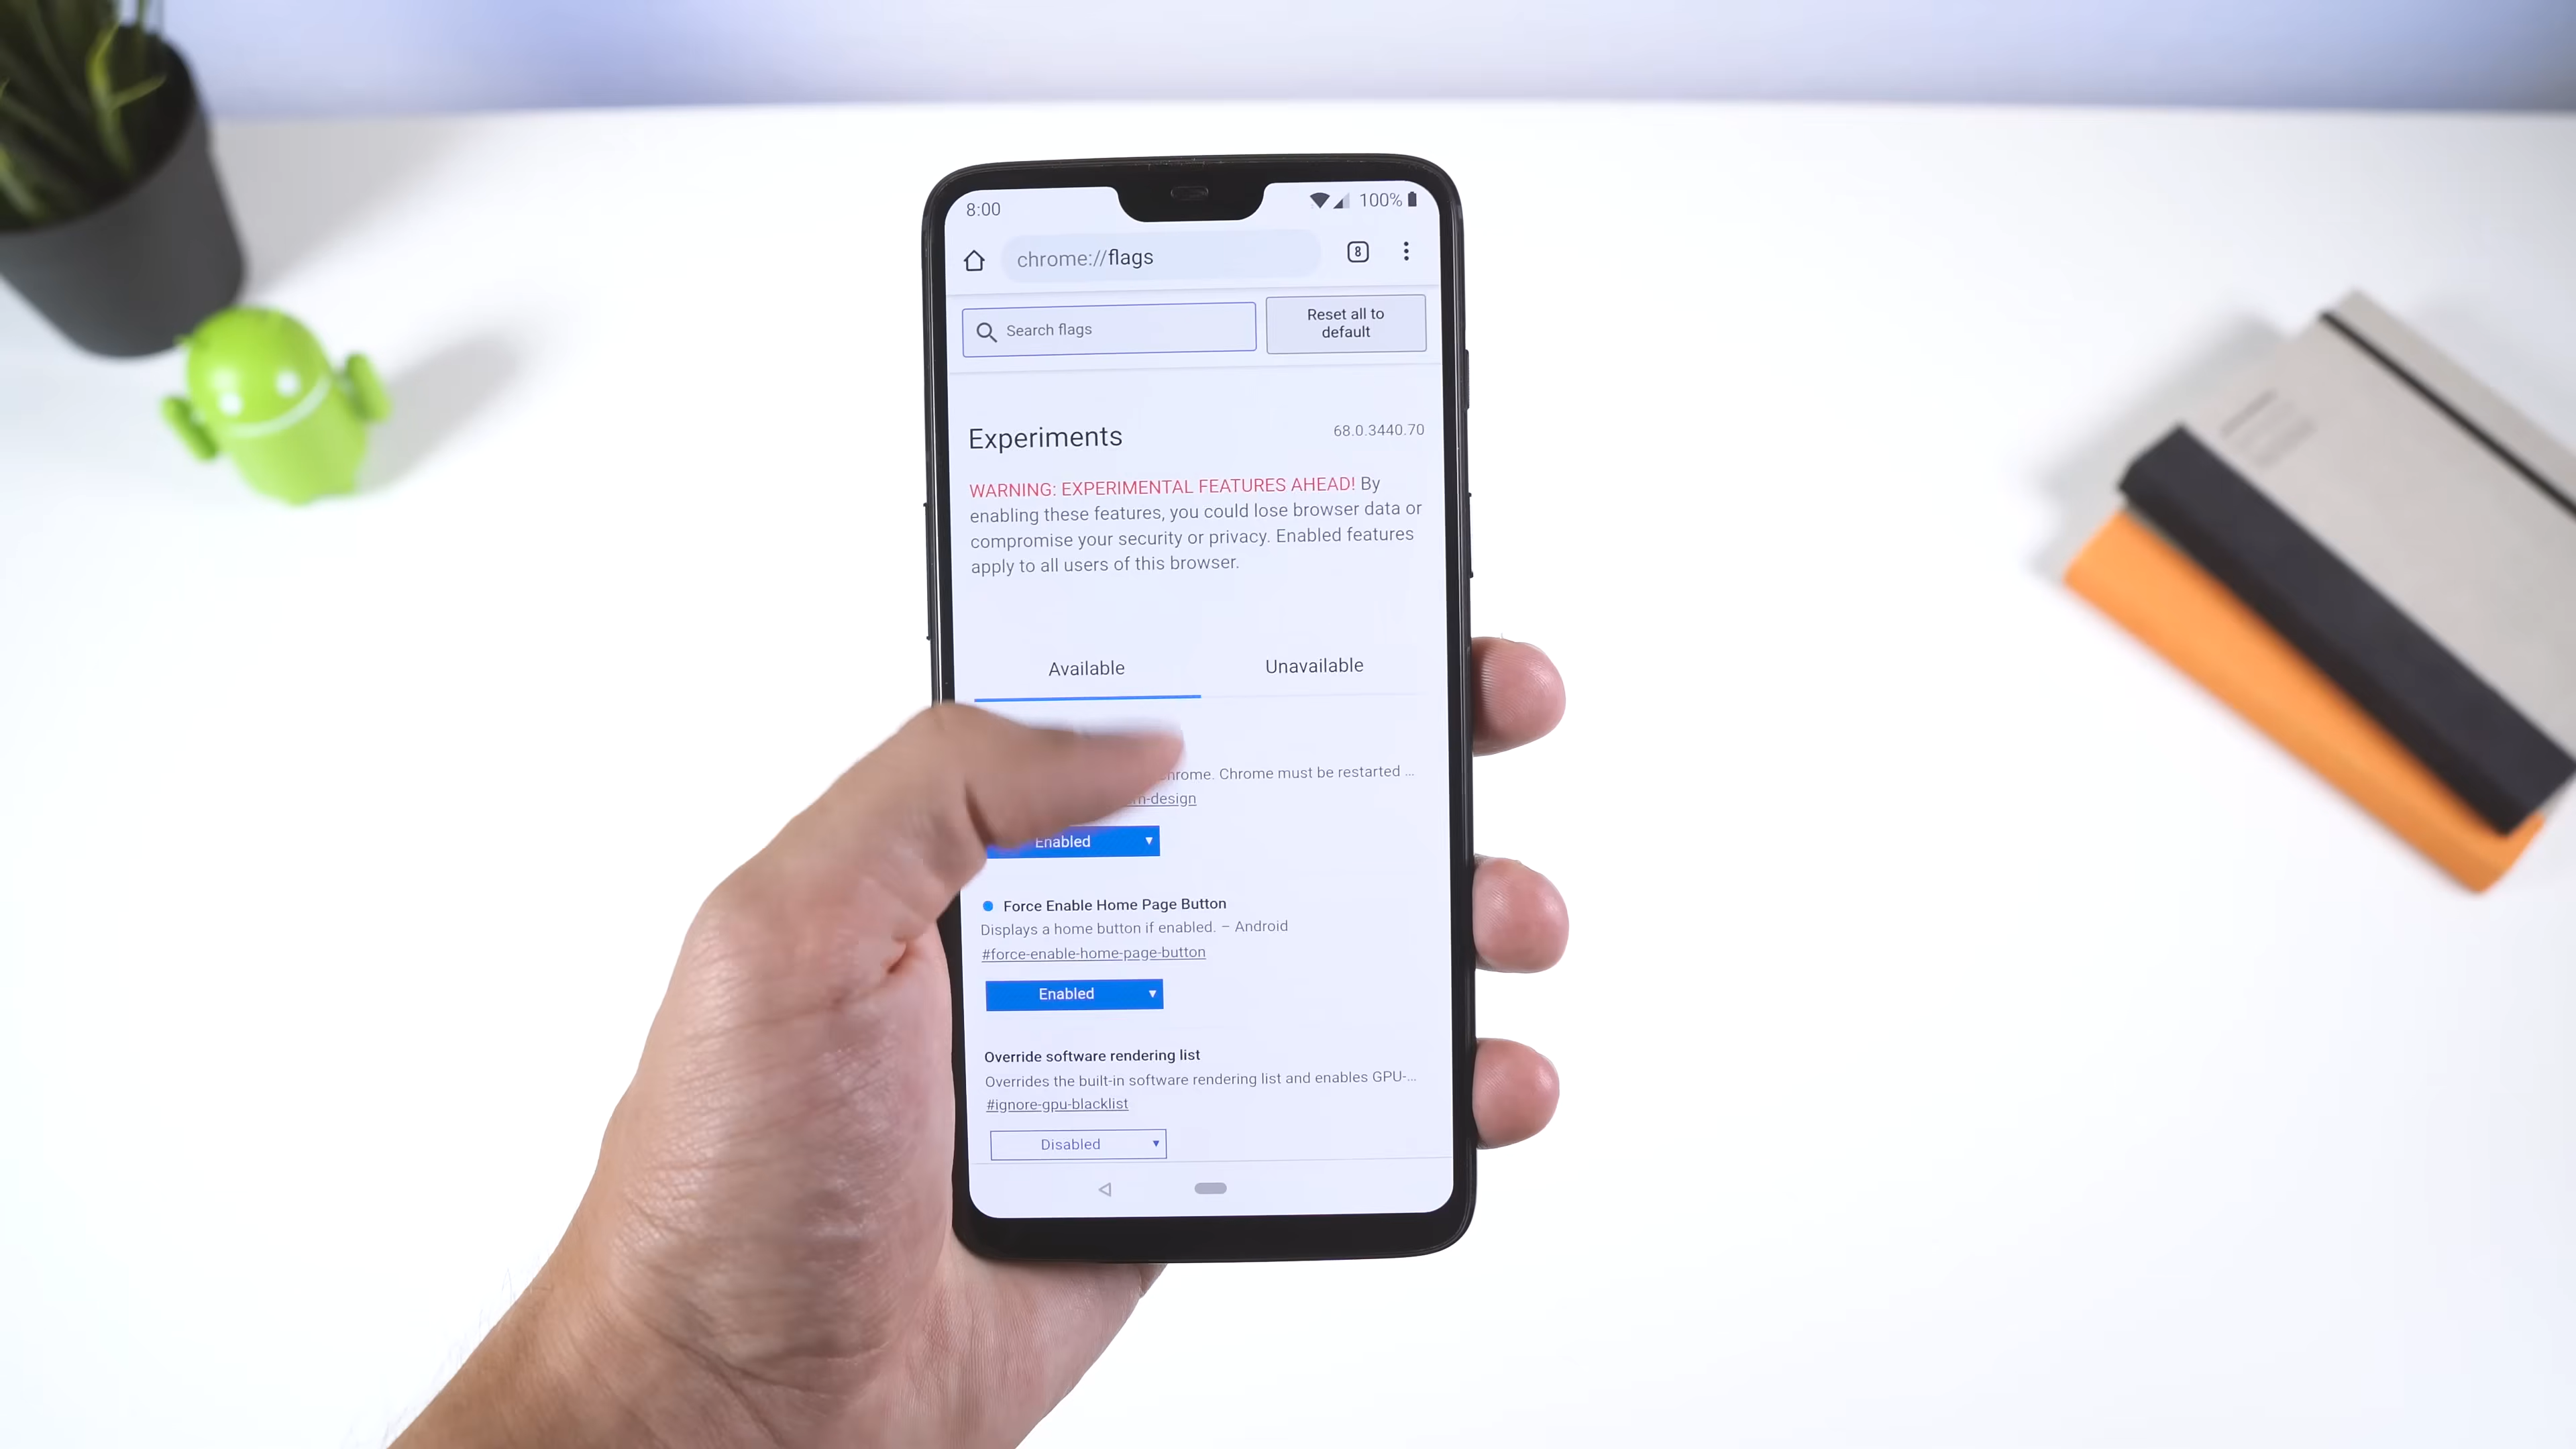 8:00
100%
chrome://flags
8
Search flags
Reset all to
default
Experiments
68.0.3440.70
WARNING: EXPERIMENTAL FEATURES AHEAD! By
enabling these features, you could lose browser data or
compromise your security or privacy. Enabled features
apply to all users of this browser.
Available
Unavailable
Chrome must be restarted ...
-design
Enabled
Force Enable Home Page Button
Displays a home button if enabled. – Android
#force-enable-home-page-button
Enabled
Override software rendering list
Overrides the built-in software rendering list and enables GPU-...
#ignore-gpu-blacklist
Disabled